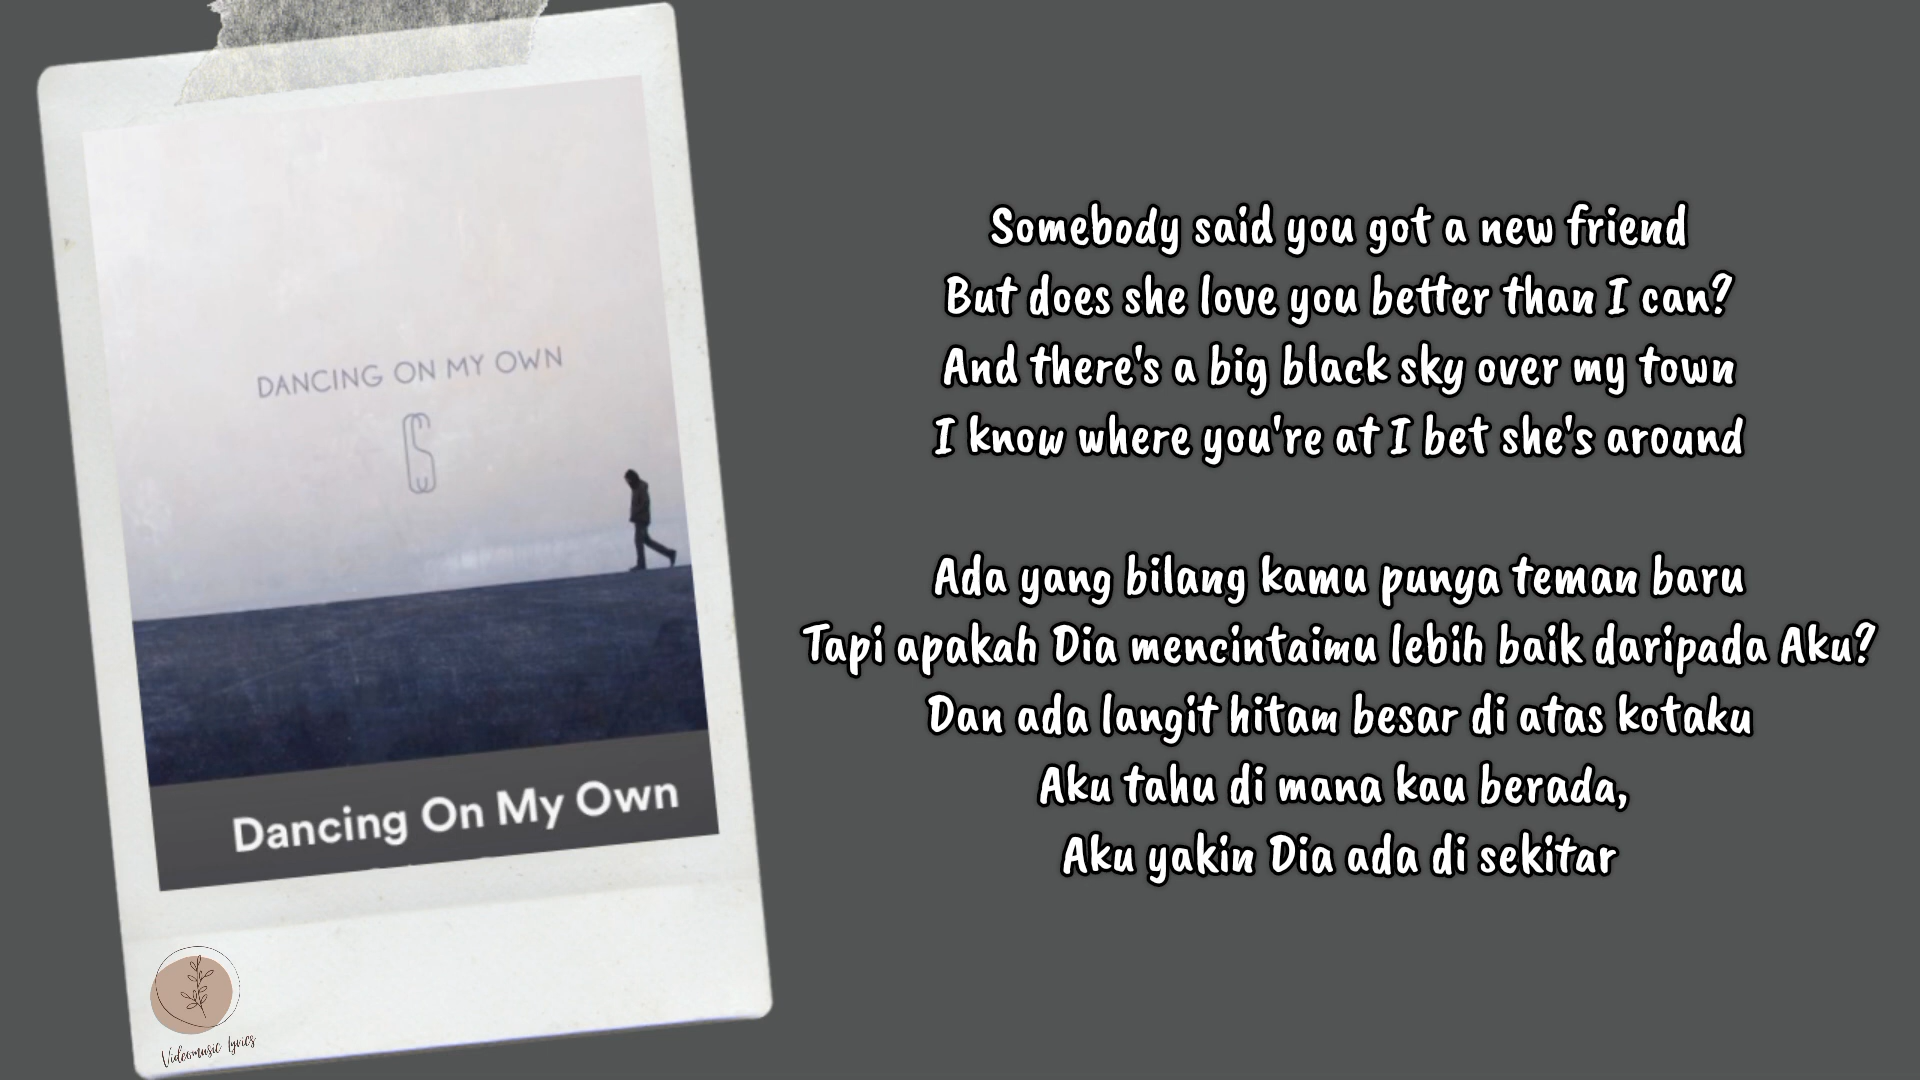 DANCING ON MY OWN
Dancing On My Own
Videomusic lyrics
Somebody said you got a new friend
But does she love you better than I can?
And there's a big black sky over my town
I know where you're at I bet she's around
Ada yang bilang kamu punya teman baru
Tapi apakah Dia mencintaimu lebih baik daripada Aku?
Dan ada langit hitam besar di atas kotaku
Aku tahu di mana kau berada,
Aku yakin Dia ada di sekitar